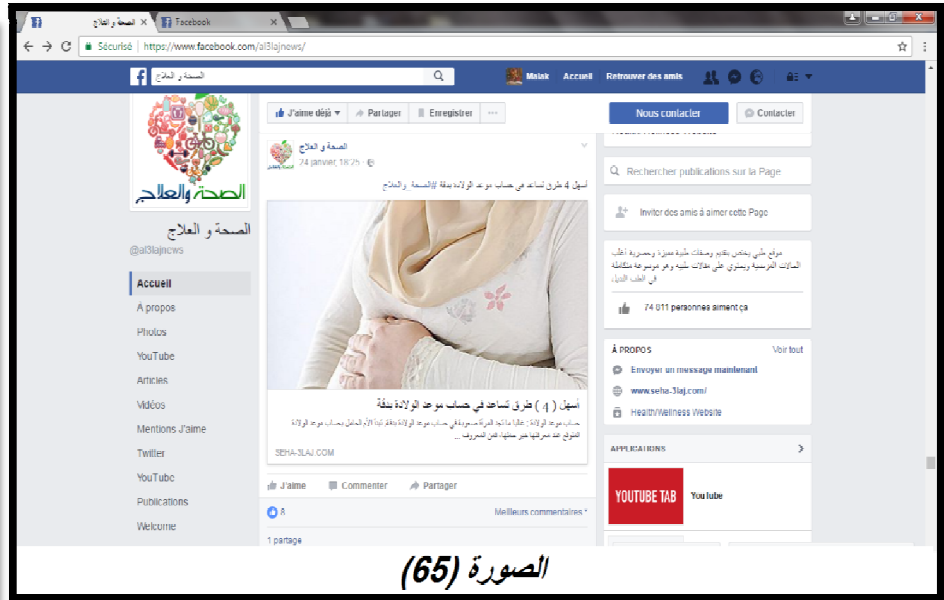 الصحة و العلاج
Facebook
Sécurisé
https://www.facebook.com/al3lajnews/
الصحة و العلاج
Malak
Accueil
Retrouver des amis
الصحة والعلاج
الصحة و العلاج
@al3lajnews
Accueil
À propos
Photos
YouTube
Articles
Vidéos
Mentions J'aime
Twitter
YouTube
Publications
Welcome
J'aime déjà
Partager
Enregistrer
الصحة و العلاج
24 janvier, 18:25
أسهل 4 طرق تساعد في حساب موعد الولادة بدقة #الصحة_والعلاج
أسهل ( 4 ) طرق تساعد في حساب موعد الولادة بدقة
SEHA-3LAJ.COM
J'aime
Commenter
Partager
8
Meilleurs commentaires
1 partage
Nous contacter
Contacter
Rechercher publications sur la Page
Inviter des amis à aimer cette Page
74 011 personnes aiment ça
À PROPOS
Voir tout
Envoyer un message maintenant
www.seha-3laj.com/
Health/Wellness Website
APPLICATIONS
YOUTUBE TAB
YouTube
الصورة (65)